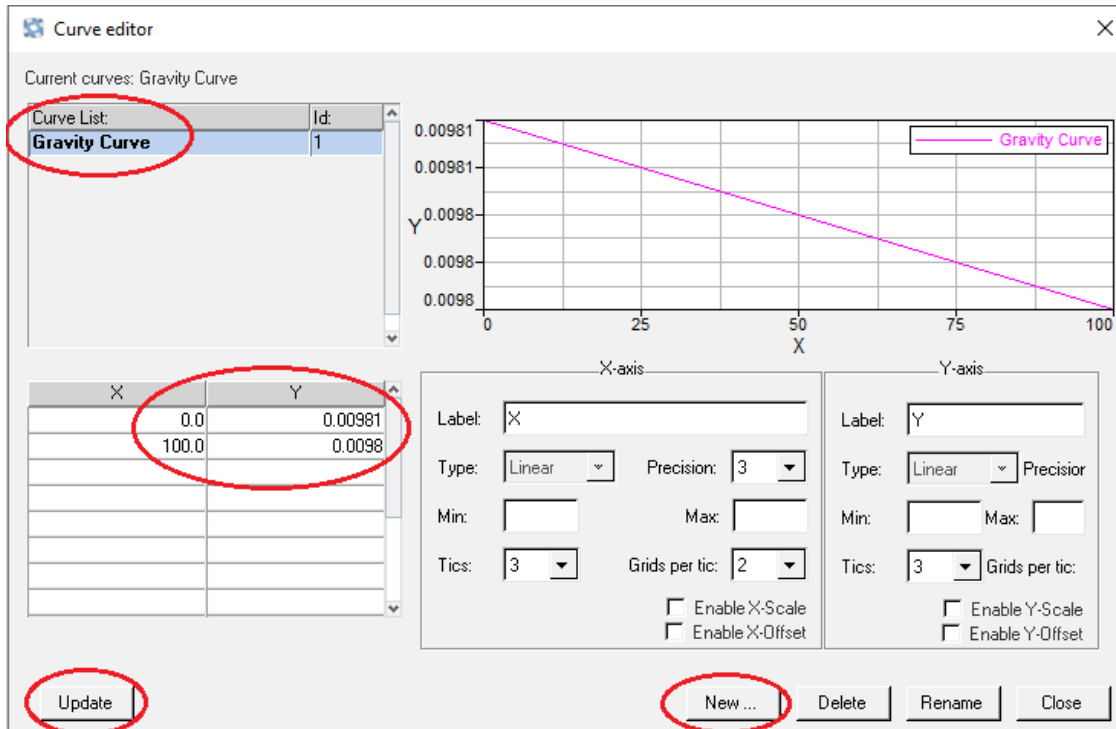 Curve editor
Current curves: Gravity Curve
Curve List: Id:
Gravity Curve 1
0.00981
0.00981
0.0098
0.0098
0.0098
Y
Gravity Curve
0 25 50 75 100
X
X Y
0.0 0.00981
100.0 0.0098
X-axis
Label: X
Type: Linear Precision: 3
Min: Max:
Tics: 3 Grids per tic: 2
Enable X-Scale
Enable X-Offset
Y-axis
Label: Y
Type: Linear Precisior
Min: Max:
Tics: 3 Grids per tic:
Enable Y-Scale
Enable Y-Offset
Update New ... Delete Rename Close